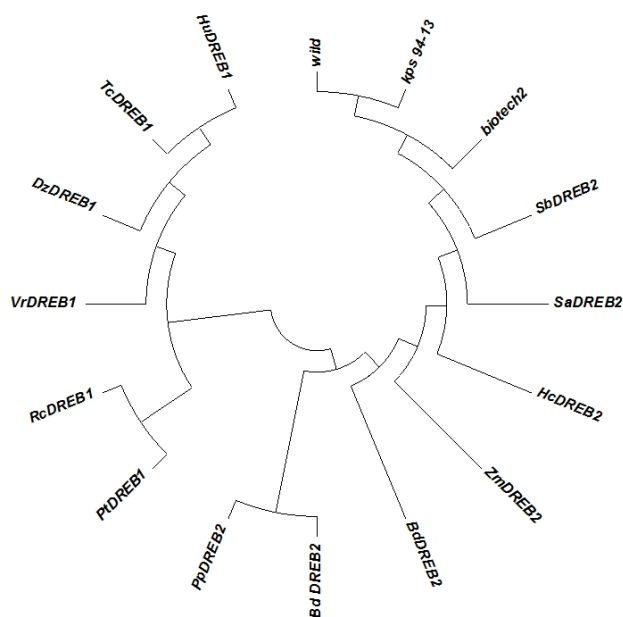 HuDREB1
wild
kps 94-13
TcDREB1
biotech2
DzDREB1
SbDREB2
VrDREB1
SaDREB2
RcDREB1
HcDREB2
PtDREB1
ZmDREB2
PpDREB2
Bd DREB2
BdDREB2